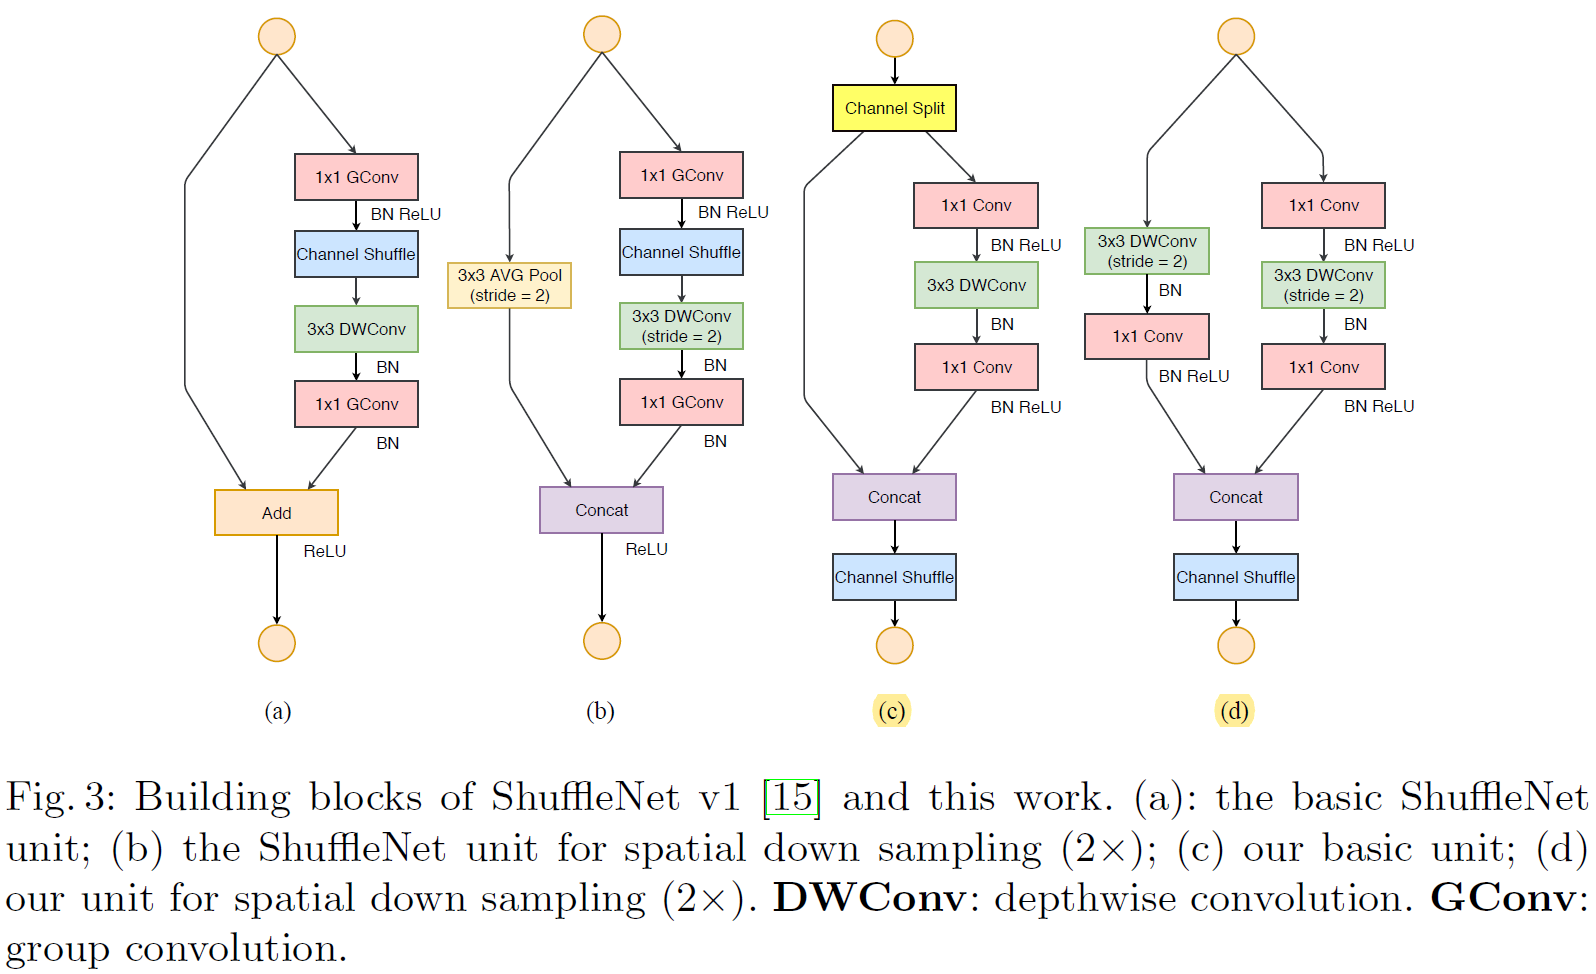 1x1 GConv
BN ReLU
Channel Shuffle
3x3 DWConv
BN
1x1 GConv
BN
Add
ReLU
(a)
3x3 AVG Pool
(stride = 2)
1x1 GConv
BN ReLU
Channel Shuffle
3x3 DWConv
(stride = 2)
BN
1x1 GConv
BN
Concat
ReLU
(b)
Channel Split
1x1 Conv
BN ReLU
3x3 DWConv
BN
1x1 Conv
BN ReLU
Concat
Channel Shuffle
(c)
3x3 DWConv
(stride = 2)
BN
1x1 Conv
BN ReLU
1x1 Conv
BN ReLU
3x3 DWConv
(stride = 2)
BN
1x1 Conv
BN ReLU
Concat
Channel Shuffle
(d)
Fig. 3: Building blocks of ShuffleNet v1 [15] and this work. (a): the basic ShuffleNet
unit; (b) the ShuffleNet unit for spatial down sampling (2×); (c) our basic unit; (d)
our unit for spatial down sampling (2×). DWConv: depthwise convolution. GConv:
group convolution.